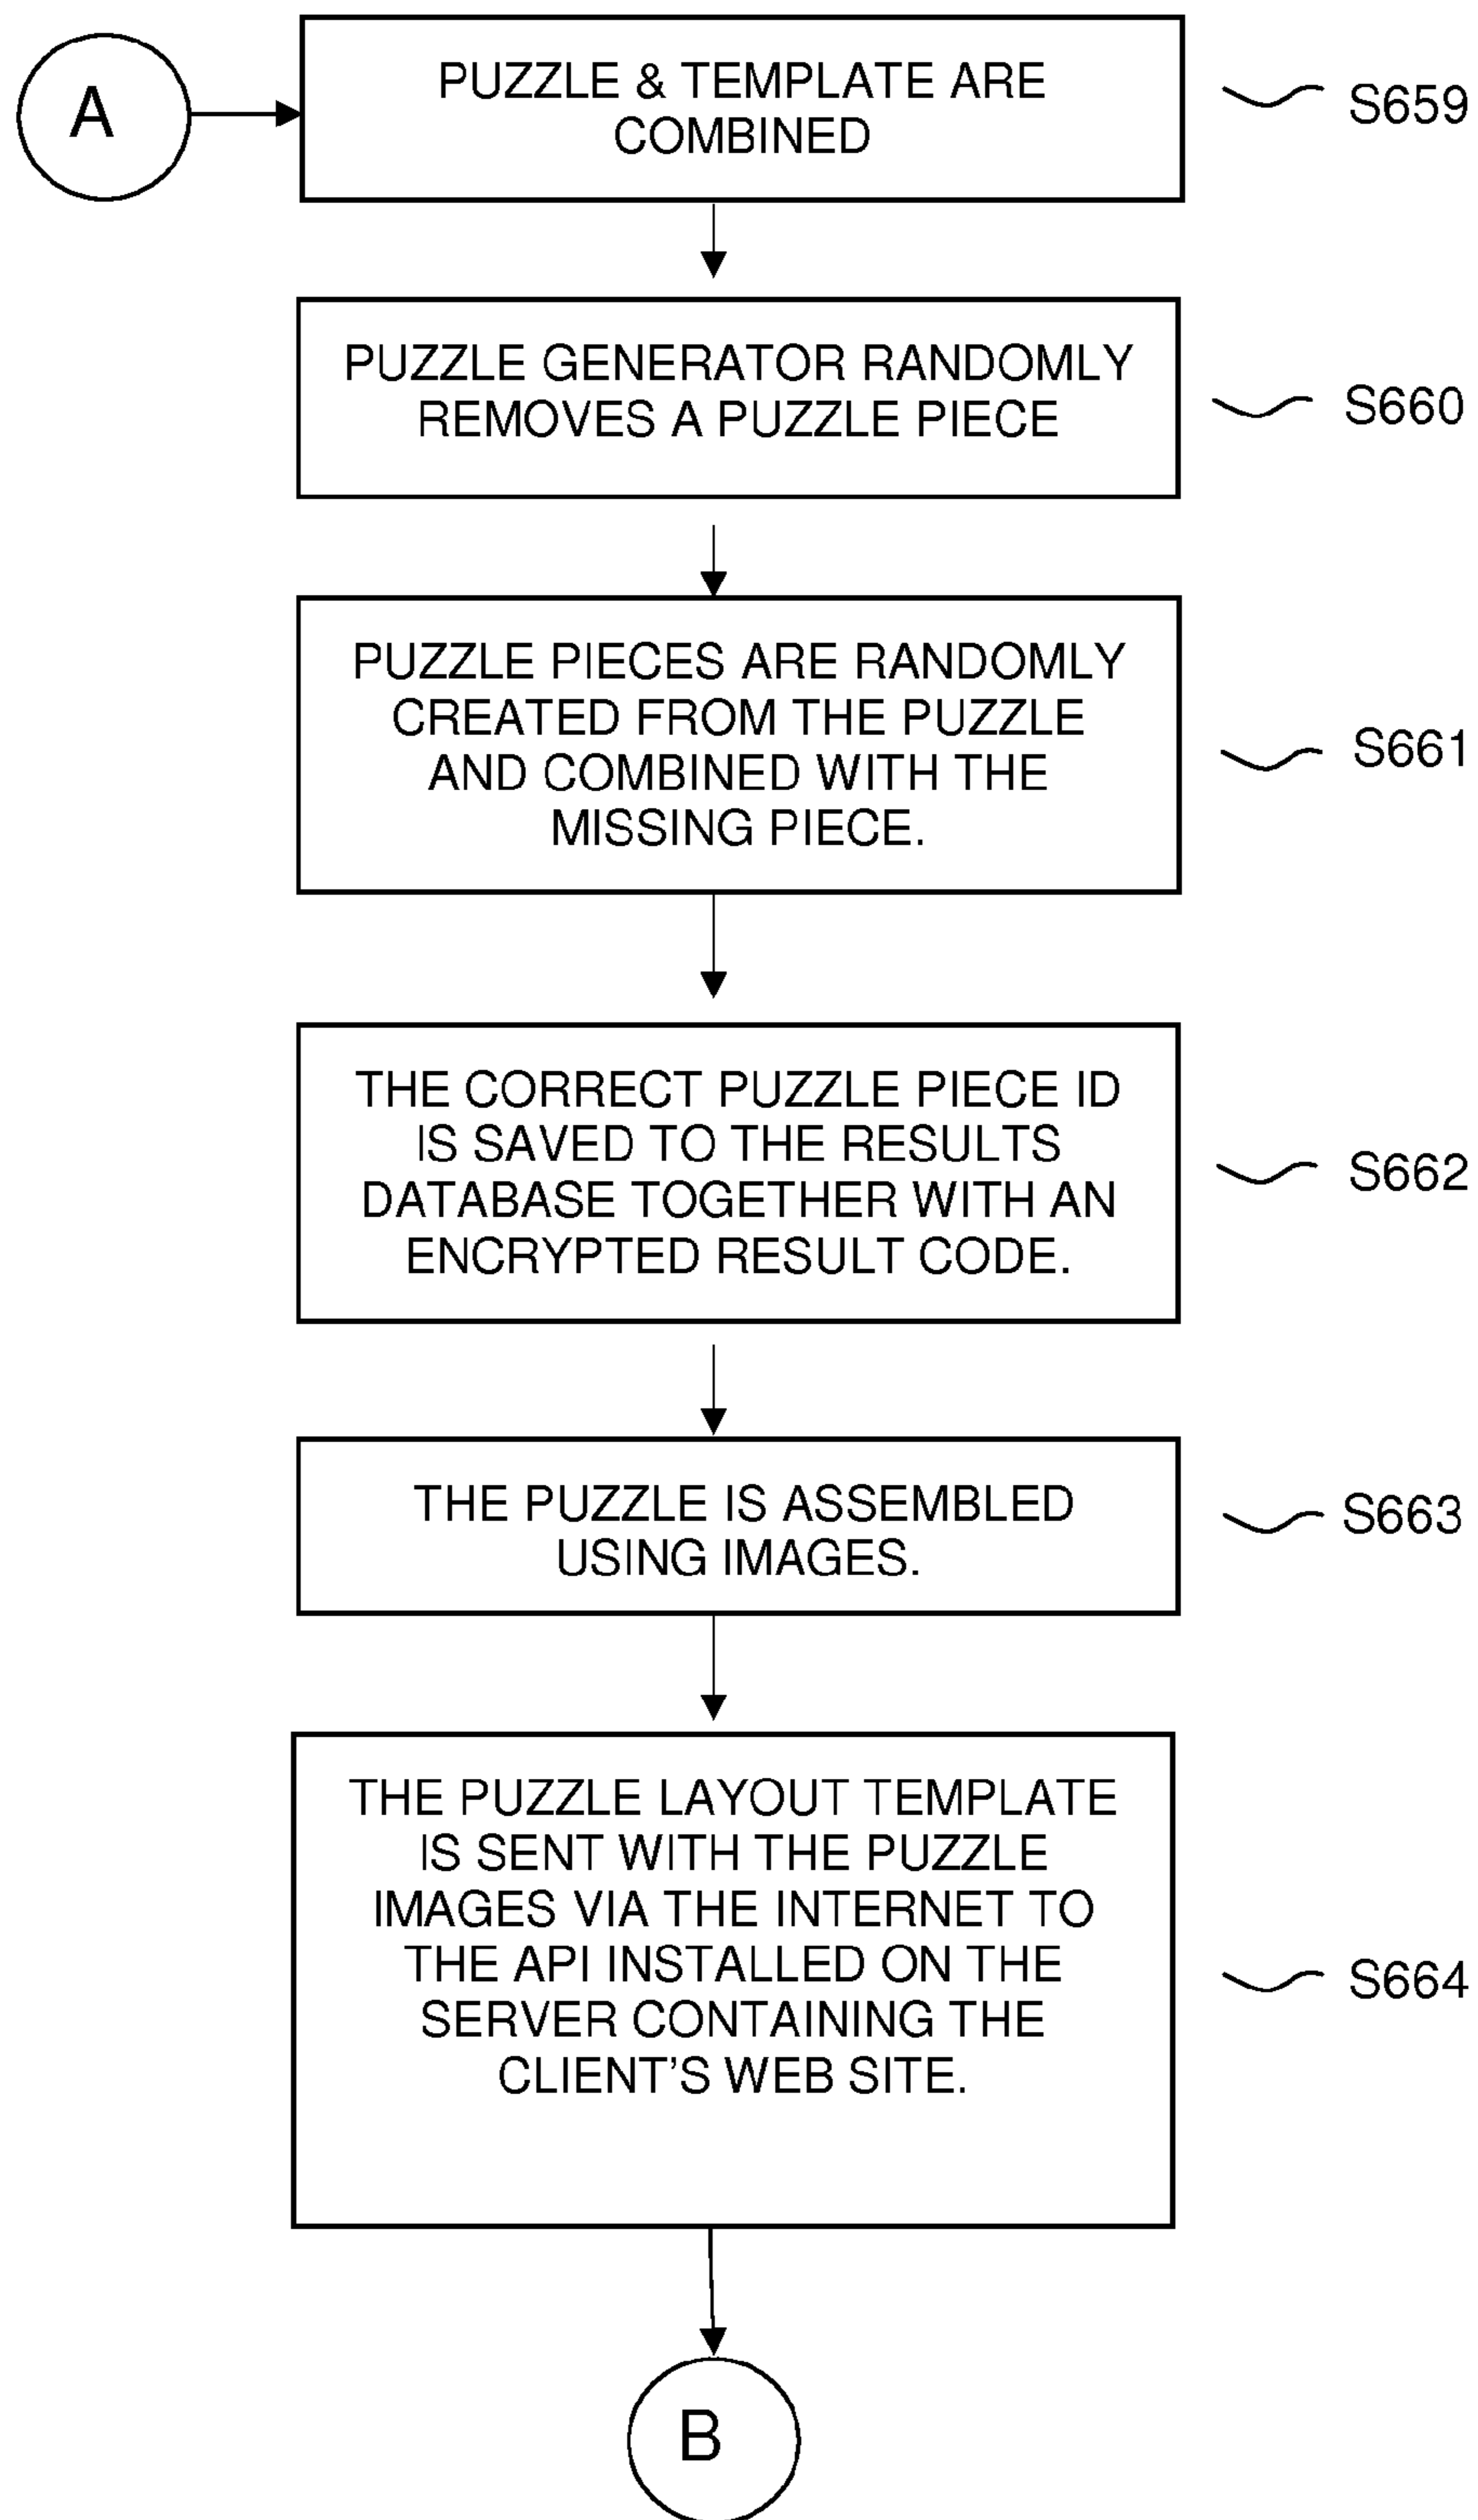 A
PUZZLE & TEMPLATE ARE
COMBINED
S659
PUZZLE GENERATOR RANDOMLY
REMOVES A PUZZLE PIECE
S660
PUZZLE PIECES ARE RANDOMLY
CREATED FROM THE PUZZLE
AND COMBINED WITH THE
MISSING PIECE.
S661
THE CORRECT PUZZLE PIECE ID
IS SAVED TO THE RESULTS
DATABASE TOGETHER WITH AN
ENCRYPTED RESULT CODE.
S662
THE PUZZLE IS ASSEMBLED
USING IMAGES.
S663
THE PUZZLE LAYOUT TEMPLATE
IS SENT WITH THE PUZZLE
IMAGES VIA THE INTERNET TO
THE API INSTALLED ON THE
SERVER CONTAINING THE
CLIENT'S WEB SITE.
S664
B